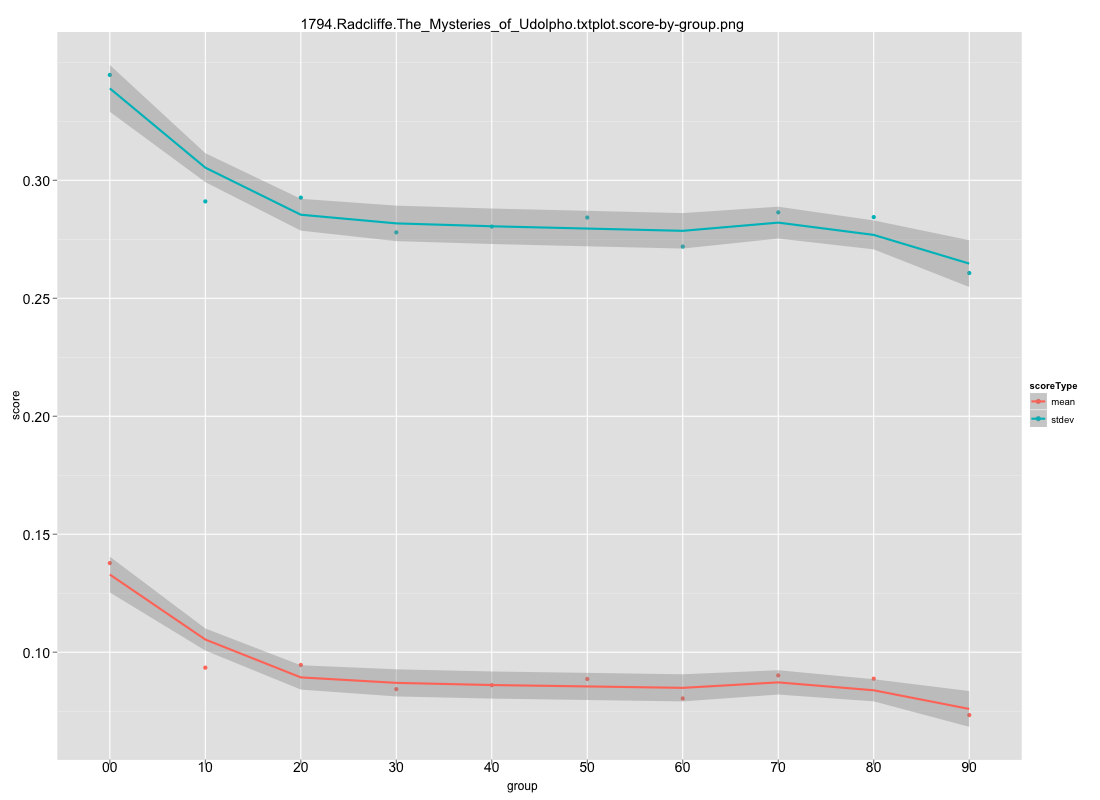 1794.Radcliffe.The_Mysteries_of_Udolpho.txtplot.score-by-group.png
0.30
0.25
0.20
0.15
0.10
score
00 10 20 30 40 50 60 70 80 90
group
scoreType
mean
stdev